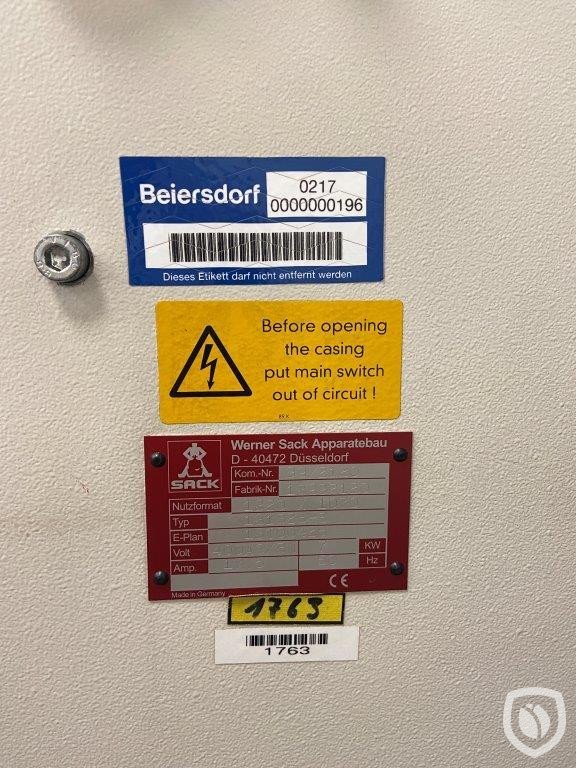 Beiersdorf
0217
0000000196
Dieses Etikett darf nicht entfernt werden
Before opening
the casing
put main switch
out of circuit !
SACK
Werner Sack Apparatebau
D - 40472 Düsseldorf
Kom.-Nr.
Fabrik-Nr.
Nutzformat
Typ
E-Plan
Volt
KW
Amp.
Hz
CE
Made in Germany
1763
1763